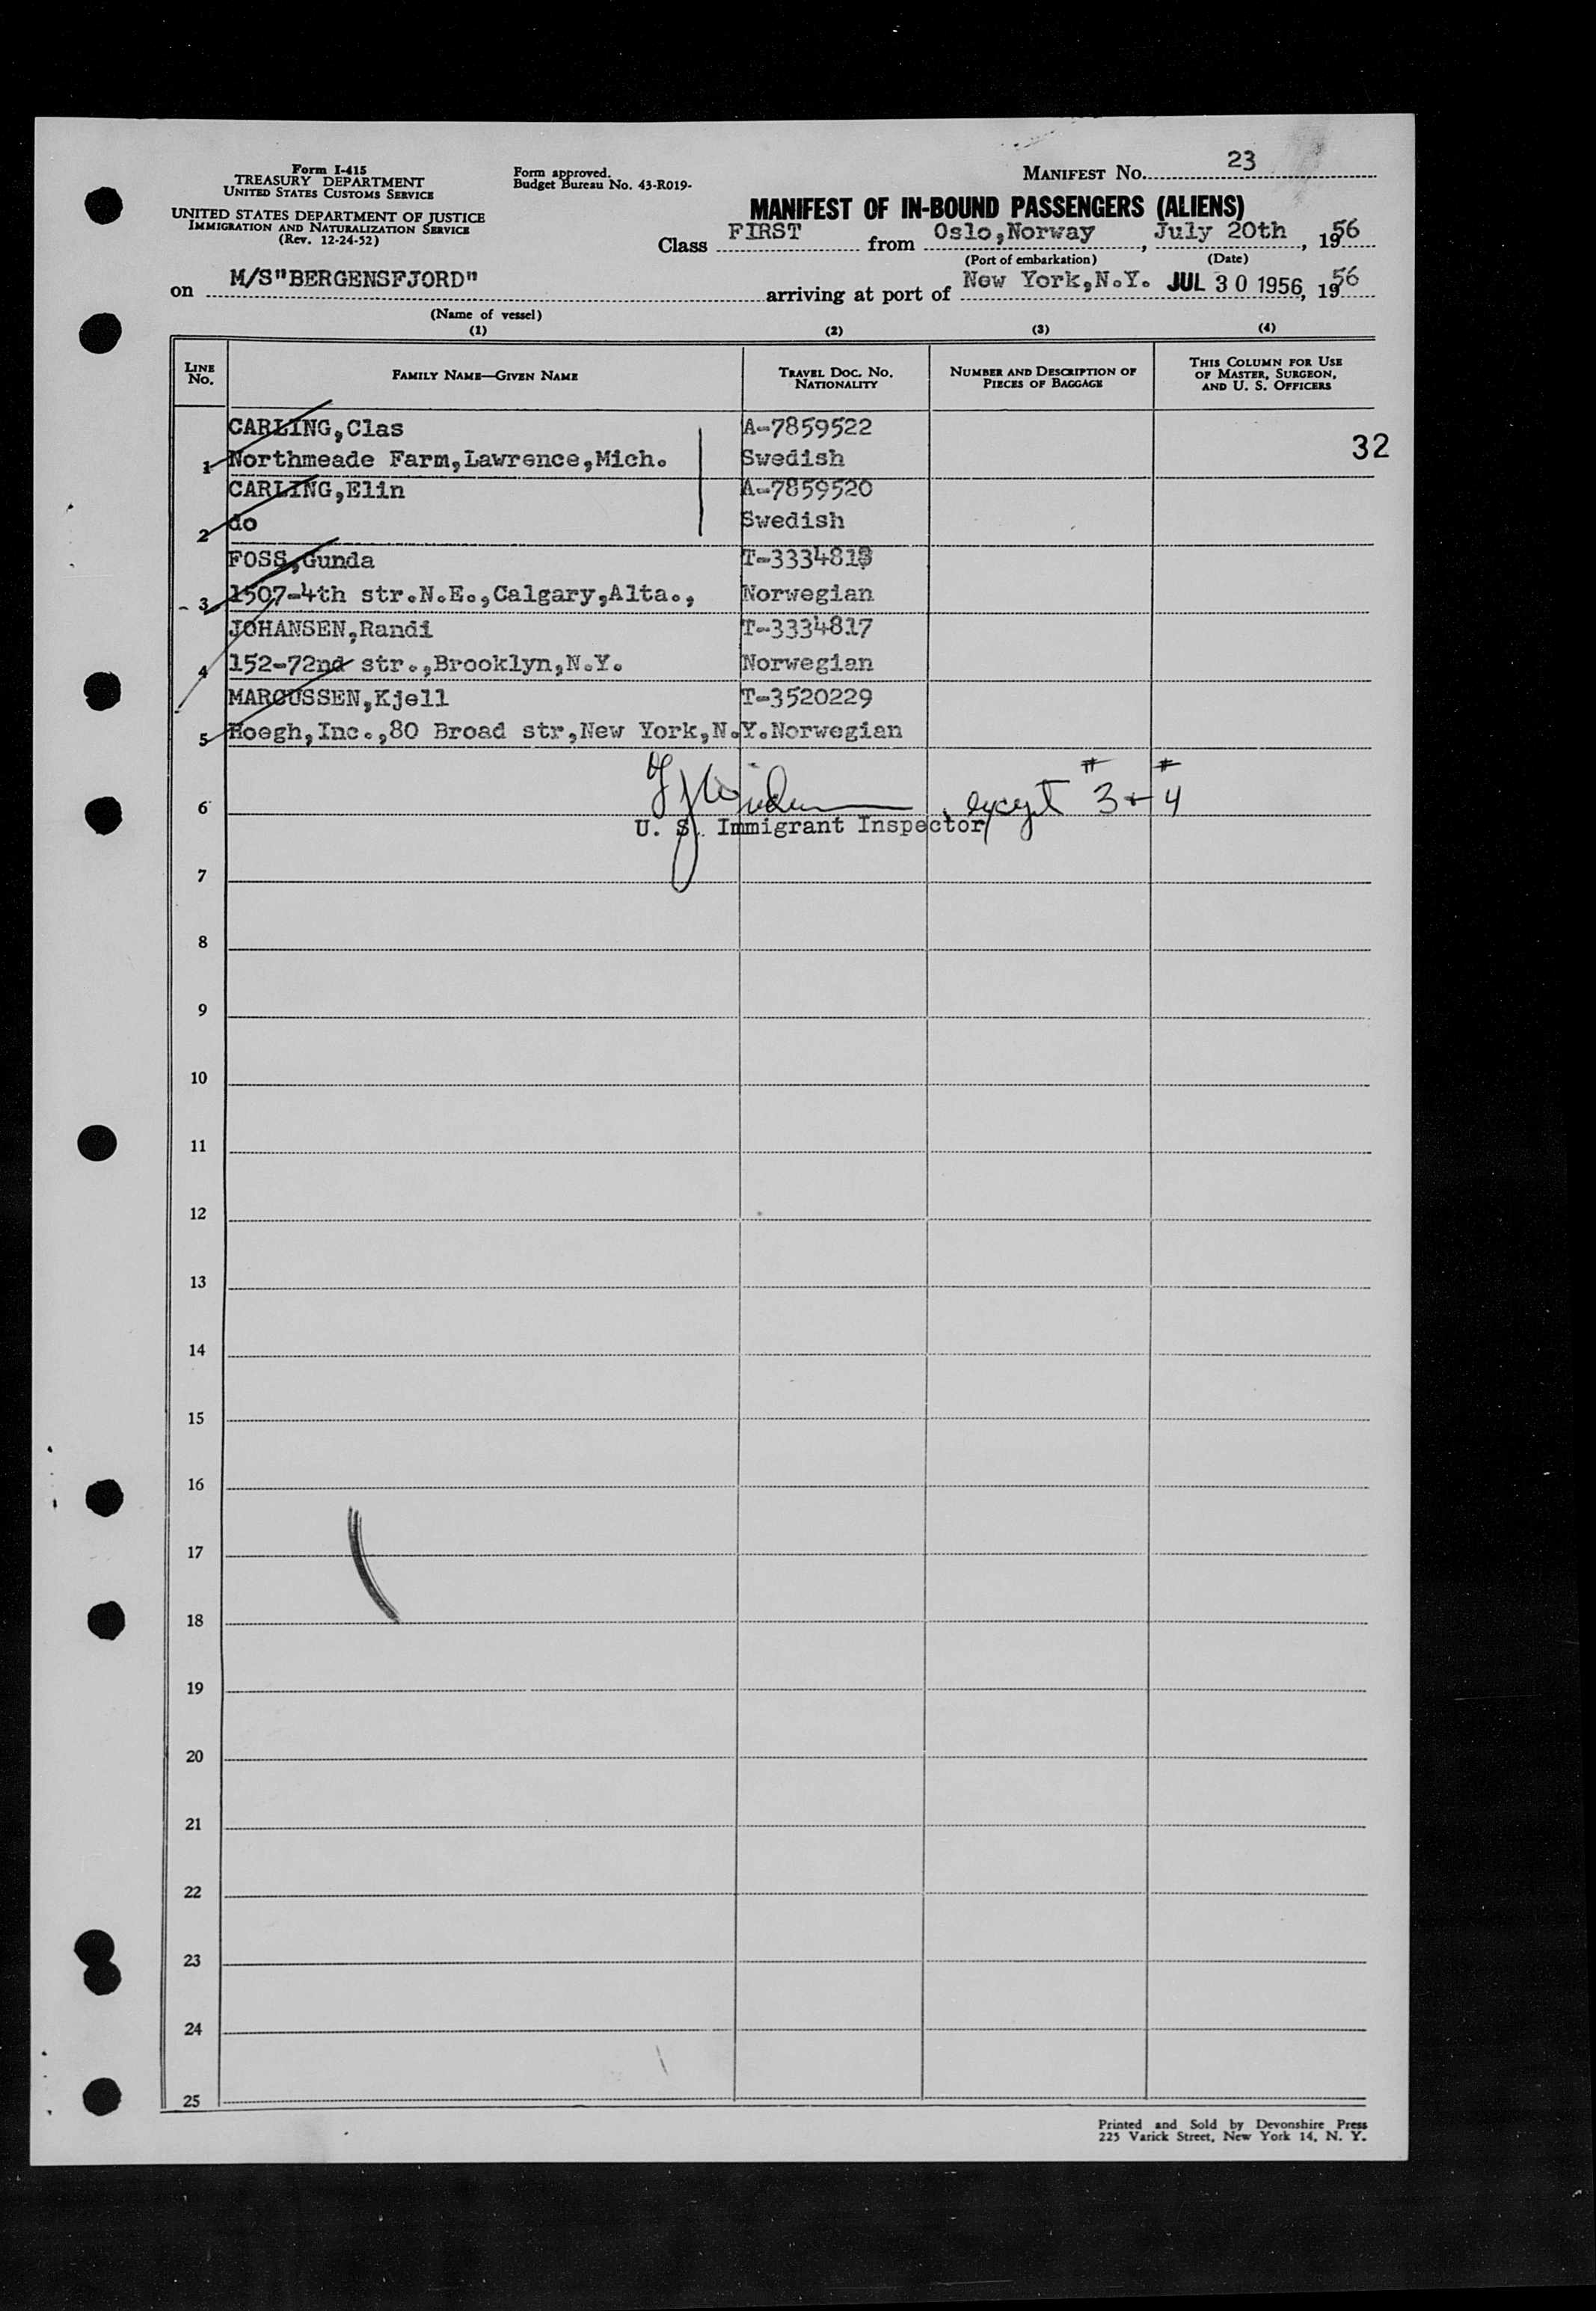 Form I-415
TREASURY DEPARTMENT
UNITED STATES CUSTOMS SERVICE
UNITED STATES DEPARTMENT OF JUSTICE
IMMIGRATION AND NATURALIZATION SERVICE
(Rev. 12-24-52)
Form approved.
Budget Bureau No. 43-R019-
MANIFEST No. 23
MANIFEST OF IN-BOUND PASSENGERS (ALIENS)
Class FIRST from Oslo,Norway, July 20th, 1956
(Port of embarkation) (Date)
on M/S"BERGENSFJORD" arriving at port of New York,N.Y. JUL 30 1956, 1956
(Name of vessel)
(1) (2) (3) (4)
LINE No. FAMILY NAME—GIVEN NAME TRAVEL DOC. No. NATIONALITY NUMBER AND DESCRIPTION OF PIECES OF BAGGAGE THIS COLUMN FOR USE OF MASTER, SURGEON, AND U. S. OFFICERS
CARLING,Clas A-7859522
1 Northmeade Farm,Lawrence,Mich. Swedish 32
CARLING,Elin A-7859520
2 do Swedish
FOSS,Gunda T-3334813
3 1507-4th str.N.E.,Calgary,Alta., Norwegian
JOHANSEN,Randi T-3334817
4 152-72nd str.,Brooklyn,N.Y. Norwegian
MARCUSSEN,Kjell T-3520229
5 Hoegh,Inc.,80 Broad str,New York,N.Y.Norwegian
6 except #3 + #4
U. S. Immigrant Inspector
7
8
9
10
11
12
13
14
15
16
17
18
19
20
21
22
23
24
25
Printed and Sold by Devonshire Press
225 Varick Street, New York 14, N. Y.